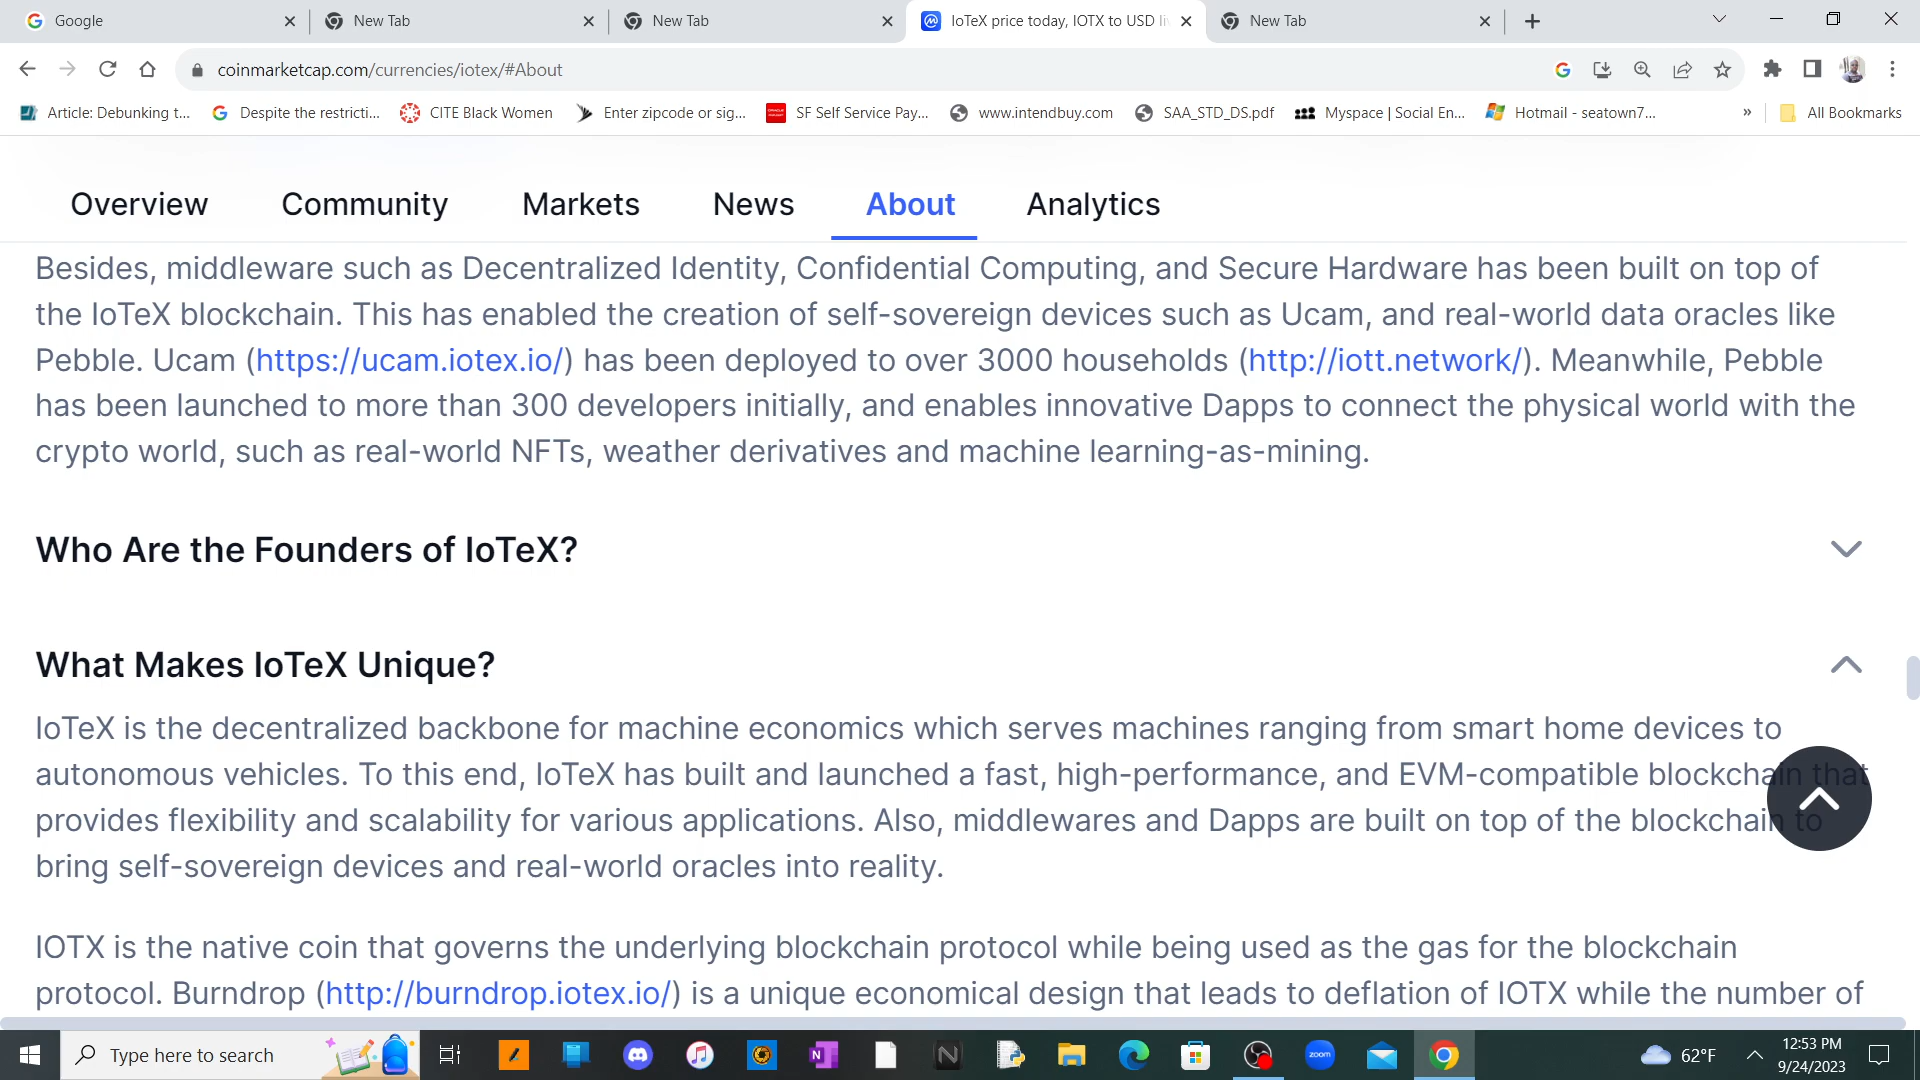 Google
New Tab
New Tab
IoTeX price today, IOTX to USD li
New Tab
coinmarketcap.com/currencies/iotex/#About
Article: Debunking t...
Despite the restricti...
CITE Black Women
Enter zipcode or sig...
SF Self Service Pay...
www.intendbuy.com
SAA_STD_DS.pdf
Myspace | Social En...
Hotmail - seatown7...
»
All Bookmarks
Overview Community Markets News About Analytics
Besides, middleware such as Decentralized Identity, Confidential Computing, and Secure Hardware has been built on top of
the IoTeX blockchain. This has enabled the creation of self-sovereign devices such as Ucam, and real-world data oracles like
Pebble. Ucam (https://ucam.iotex.io/) has been deployed to over 3000 households (http://iott.network/). Meanwhile, Pebble
has been launched to more than 300 developers initially, and enables innovative Dapps to connect the physical world with the
crypto world, such as real-world NFTs, weather derivatives and machine learning-as-mining.
Who Are the Founders of IoTeX?
What Makes IoTeX Unique?
IoTeX is the decentralized backbone for machine economics which serves machines ranging from smart home devices to
autonomous vehicles. To this end, IoTeX has built and launched a fast, high-performance, and EVM-compatible blockchain that
provides flexibility and scalability for various applications. Also, middlewares and Dapps are built on top of the blockchain to
bring self-sovereign devices and real-world oracles into reality.
IOTX is the native coin that governs the underlying blockchain protocol while being used as the gas for the blockchain
protocol. Burndrop (http://burndrop.iotex.io/) is a unique economical design that leads to deflation of IOTX while the number of
Type here to search
zoom
62°F
12:53 PM
9/24/2023